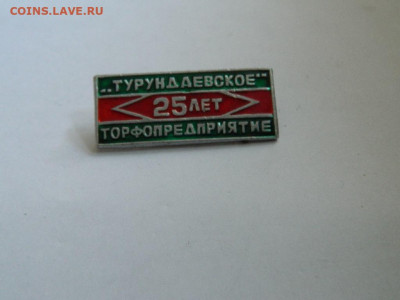 COINS.LAVE.RU
„ТУРУНДАЕВСКОЕ"
25 ЛЕТ
ТОРФОПРЕДПРИЯТИЕ